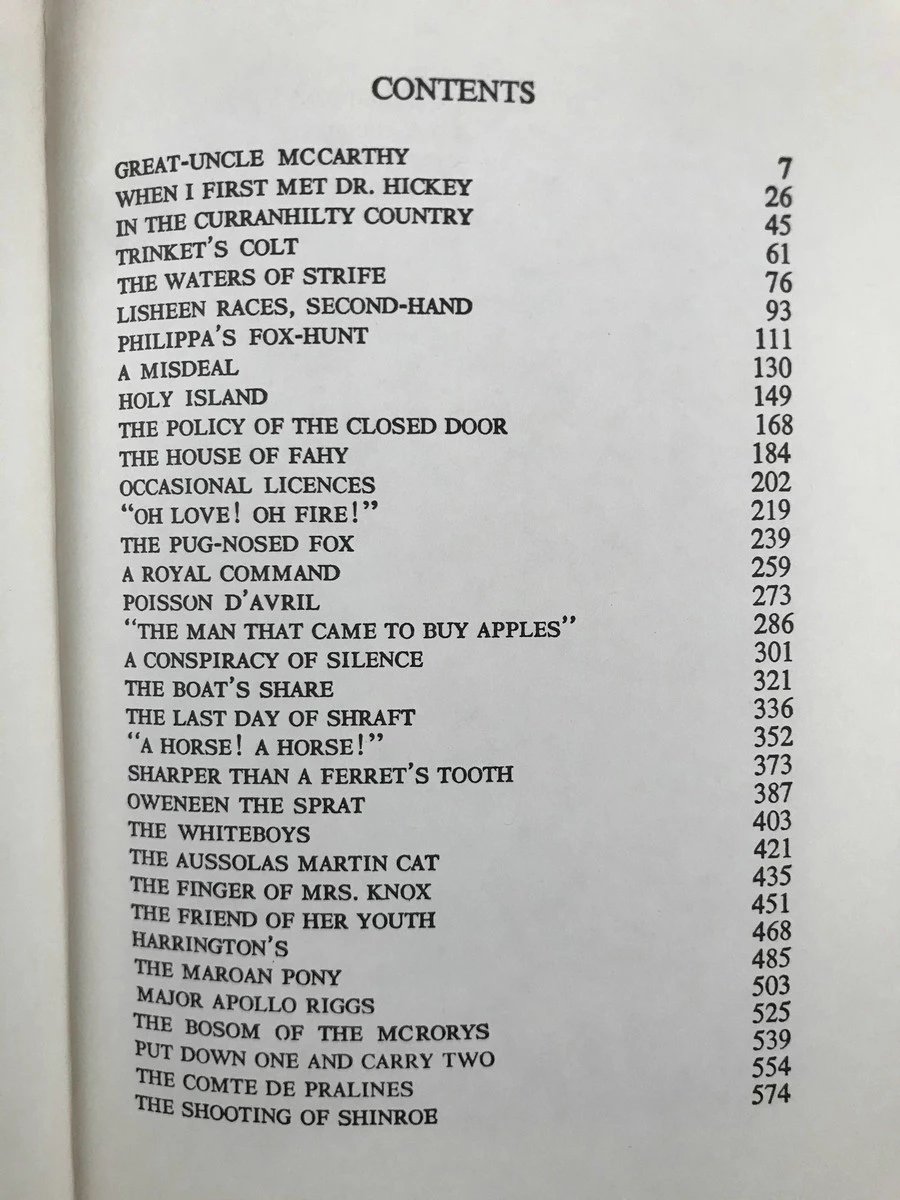 CONTENTS
GREAT-UNCLE MCCARTHY 7
WHEN I FIRST MET DR. HICKEY 26
IN THE CURRANHILTY COUNTRY 45
TRINKET'S COLT 61
THE WATERS OF STRIFE 76
LISHEEN RACES, SECOND-HAND 93
PHILIPPA'S FOX-HUNT 111
A MISDEAL 130
HOLY ISLAND 149
THE POLICY OF THE CLOSED DOOR 168
THE HOUSE OF FAHY 184
OCCASIONAL LICENCES 202
"OH LOVE! OH FIRE!" 219
THE PUG-NOSED FOX 239
A ROYAL COMMAND 259
POISSON D'AVRIL 273
"THE MAN THAT CAME TO BUY APPLES" 286
A CONSPIRACY OF SILENCE 301
THE BOAT'S SHARE 321
THE LAST DAY OF SHRAFT 336
"A HORSE! A HORSE!" 352
SHARPER THAN A FERRET'S TOOTH 373
OWENEEN THE SPRAT 387
THE WHITEBOYS 403
THE AUSSOLAS MARTIN CAT 421
THE FINGER OF MRS. KNOX 435
THE FRIEND OF HER YOUTH 451
HARRINGTON'S 468
THE MAROAN PONY 485
MAJOR APOLLO RIGGS 503
THE BOSOM OF THE MCRORYS 525
PUT DOWN ONE AND CARRY TWO 539
THE COMTE DE PRALINES 554
THE SHOOTING OF SHINROE 574